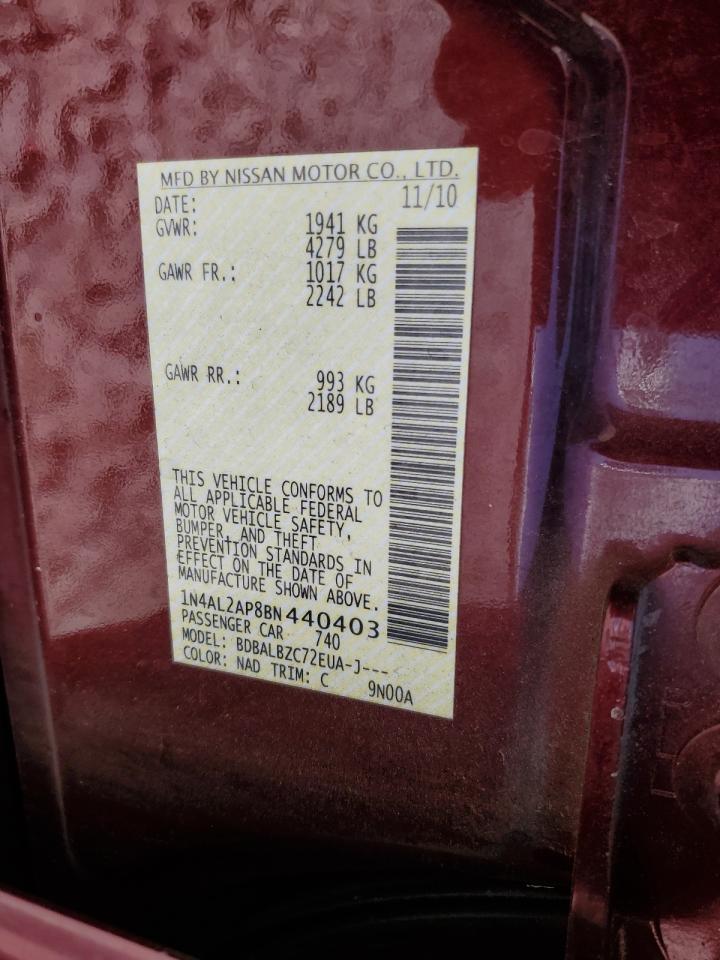 MFD BY NISSAN MOTOR CO., LTD.
DATE: 11/10
GVWR: 1941 KG
4279 LB
GAWR FR.: 1017 KG
2242 LB
GAWR RR.: 993 KG
2189 LB
THIS VEHICLE CONFORMS TO
ALL APPLICABLE FEDERAL
MOTOR VEHICLE SAFETY,
BUMPER, AND THEFT
PREVENTION STANDARDS IN
EFFECT ON THE DATE OF
MANUFACTURE SHOWN ABOVE.
1N4AL2AP8BN440403
PASSENGER CAR 740
MODEL: BDBALBZC72EUA-J---
COLOR: NAD TRIM: C 9N00A